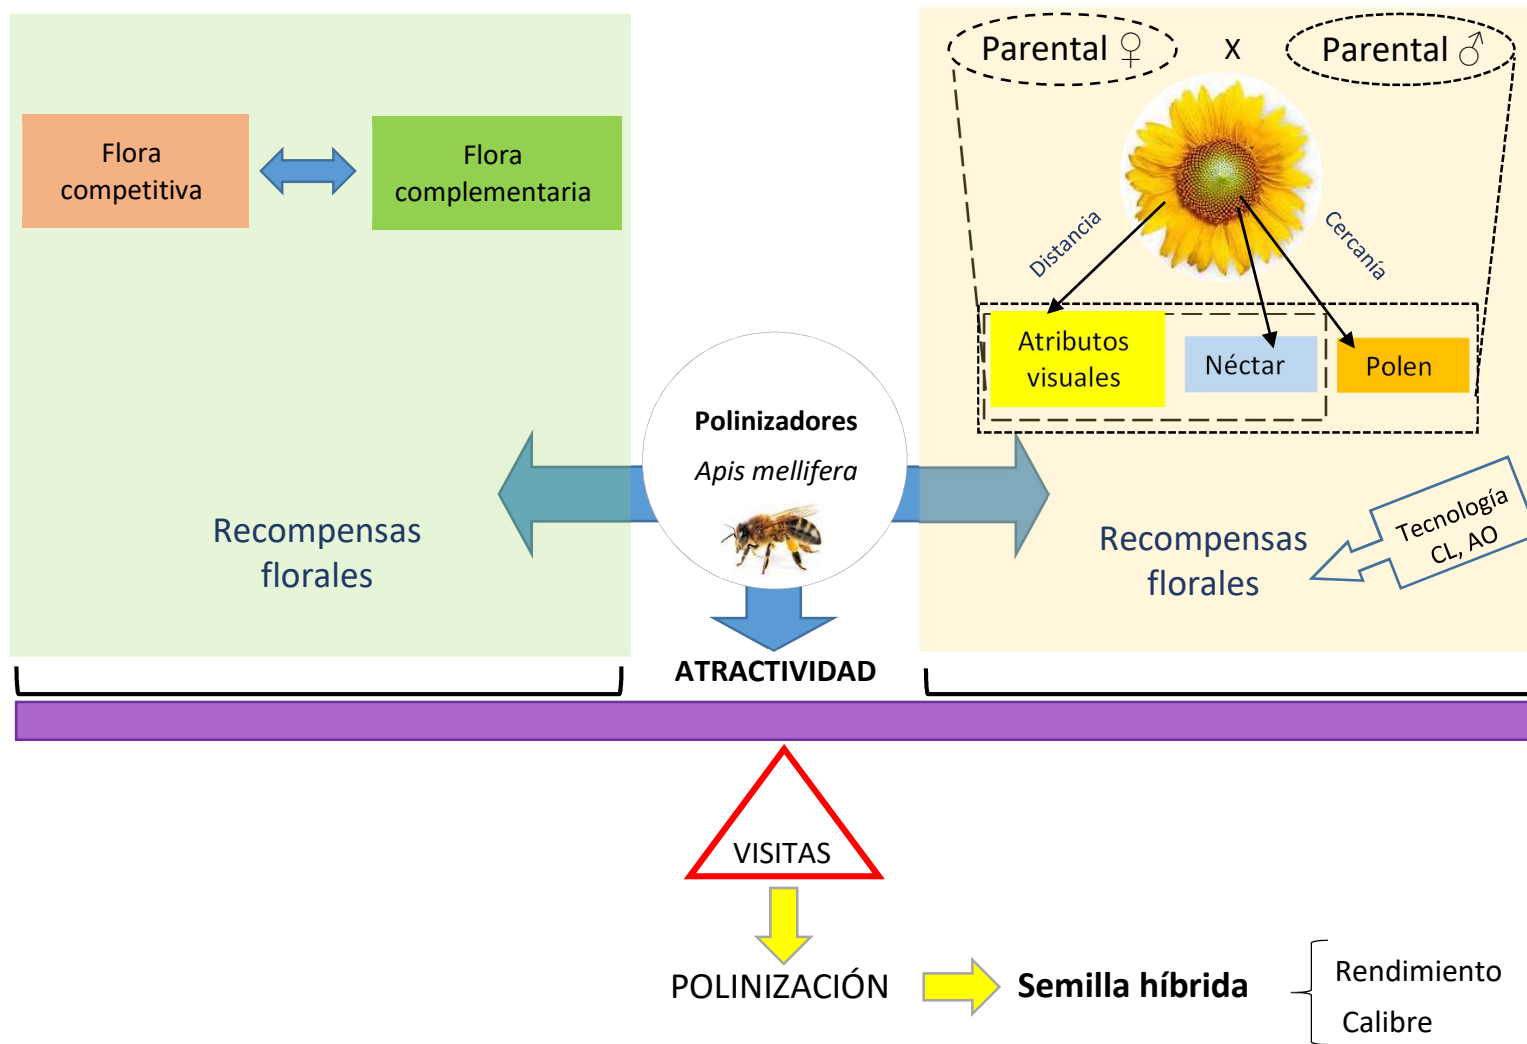 Parental ♀ X Parental ♂
Flora
competitiva
Flora
complementaria
Distancia
Cercanía
Atributos
visuales
Néctar
Polen
Polinizadores
Apis mellifera
Recompensas
florales
Recompensas
florales
Tecnología
CL, AO
ATRACTIVIDAD
VISITAS
POLINIZACIÓN
Semilla híbrida
Rendimiento
Calibre